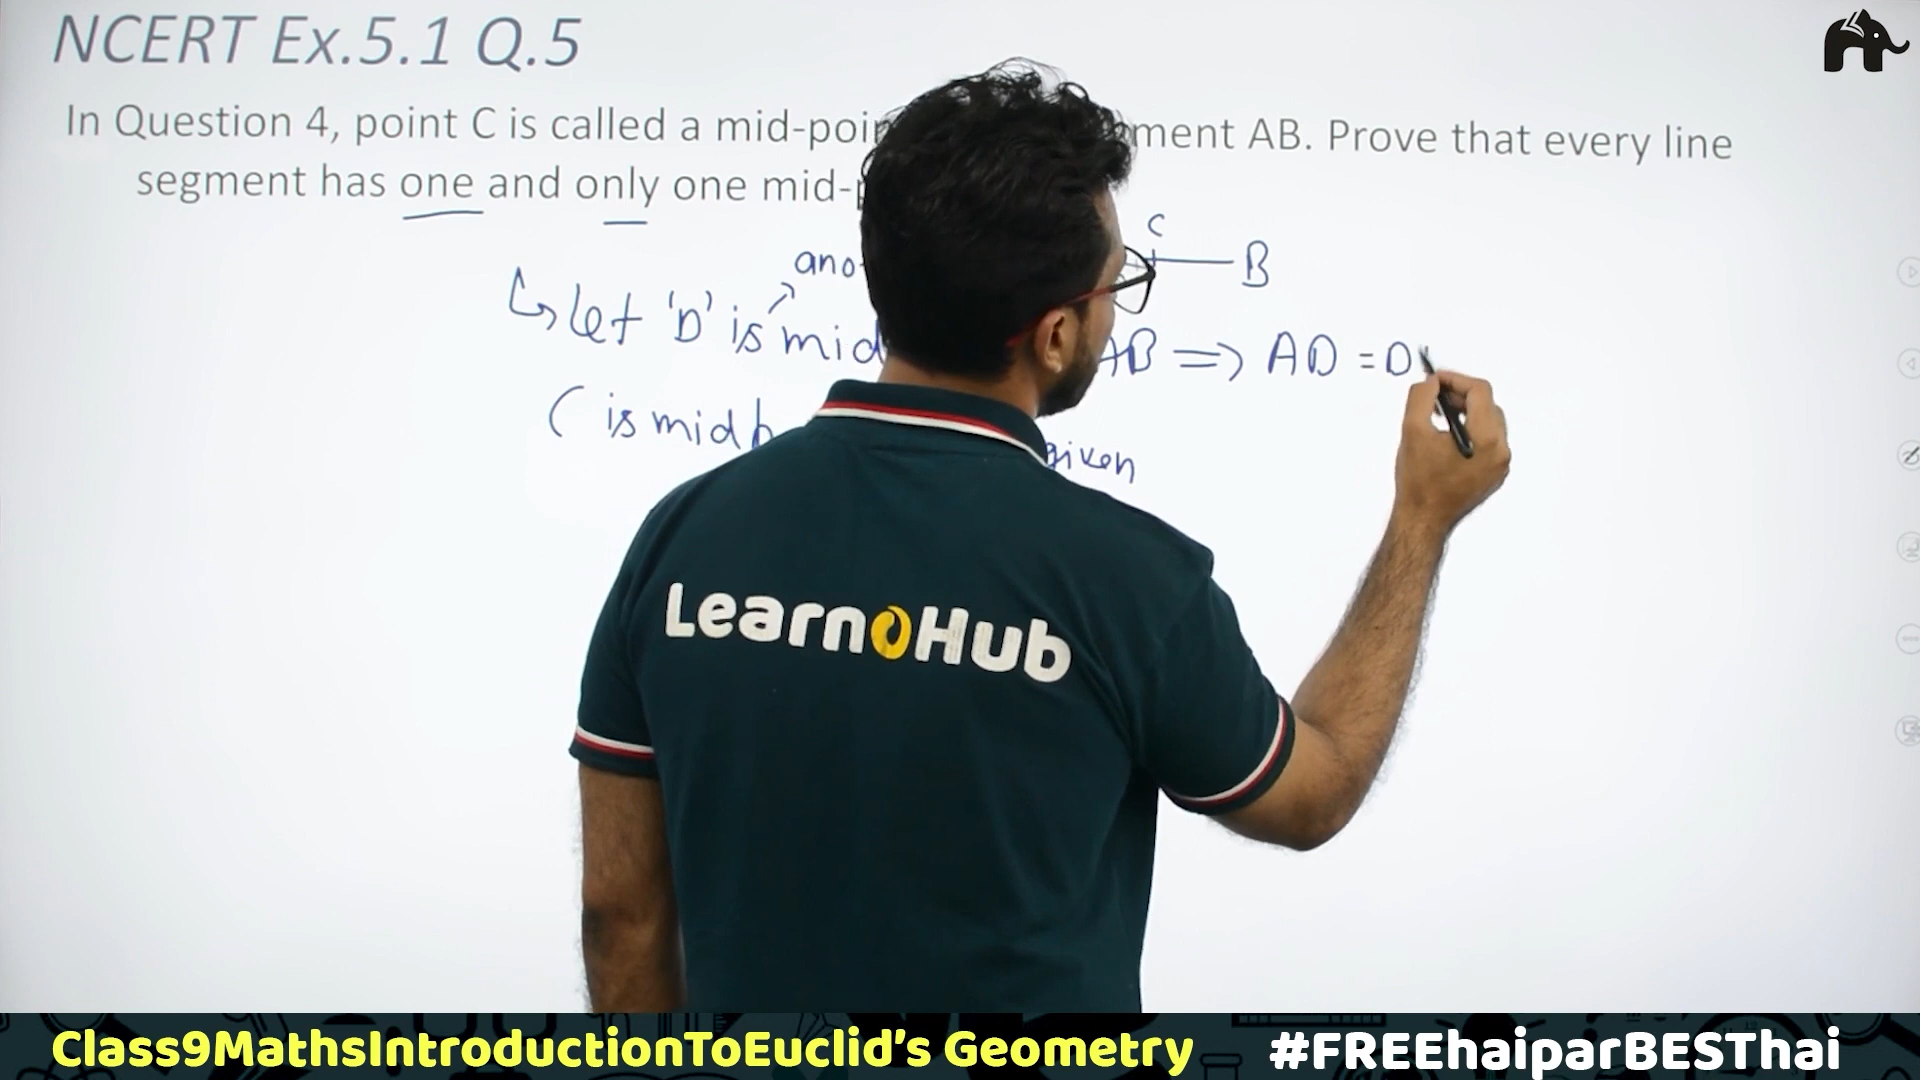 NCERT Ex.5.1 Q.5
In Question 4, point C is called a mid-poin ment AB. Prove that every line
segment has one and only one mid-
C
B
ano
let 'D' is mid AB => AD = D
C is mid given
LearnoHub
Class9MathsIntroductionToEuclid's Geometry #FREEhaiparBESThai